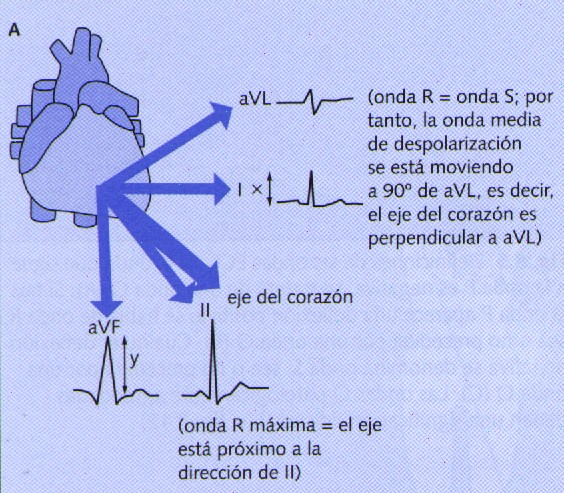 A
aVL
(onda R = onda S; por
tanto, la onda media
de despolarización
se está moviendo
a 90º de aVL, es decir,
el eje del corazón es
perpendicular a aVL)
I x
eje del corazón
II
aVF
y
(onda R máxima = el eje
está próximo a la
dirección de II)